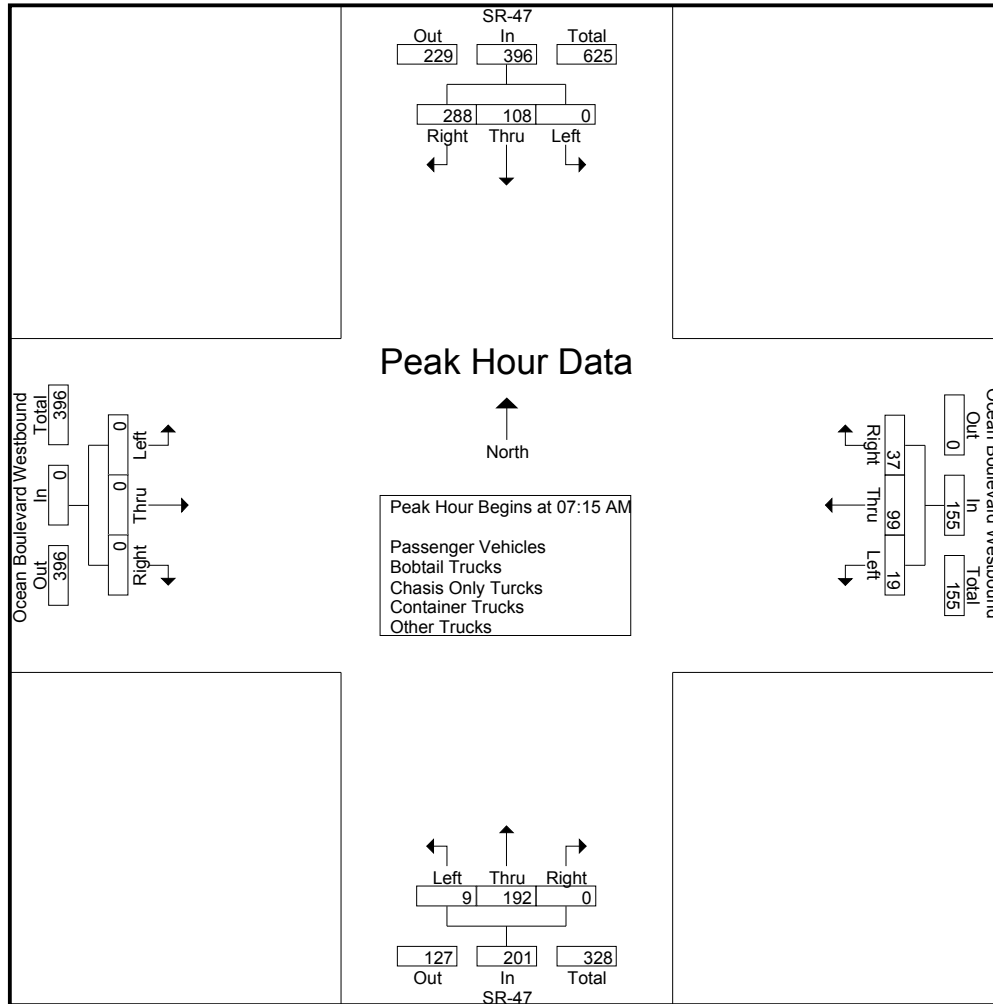 SR-47
Out In Total
229 396 625
288 108 0
Right Thru Left
Peak Hour Data
North
Peak Hour Begins at 07:15 AM
Passenger Vehicles
Bobtail Trucks
Chasis Only Turcks
Container Trucks
Other Trucks
Ocean Boulevard Westbound
Out In Total
396 0 396
0 0 0
Left Thru Right
Ocean Boulevard Westbound
Out In Total
0 155 155
37 99 19
Right Thru Left
Left Thru Right
9 192 0
127 201 328
Out In Total
SR-47